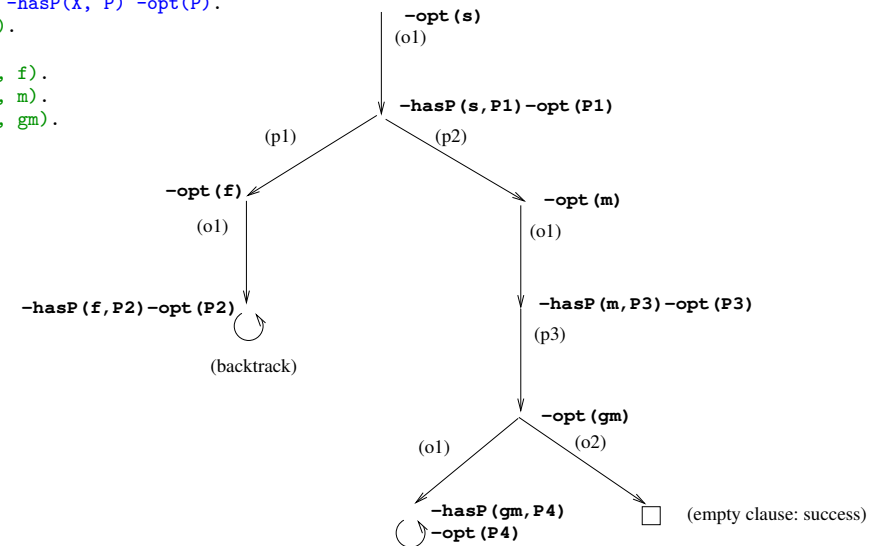 -hasP(X, P) -opt(P).
).
, f).
, m).
, gm).
-opt(s)
(o1)
-hasP(s,P1)-opt(P1)
(p1)
(p2)
-opt(f)
-opt(m)
(o1)
(o1)
-hasP(f,P2)-opt(P2)
-hasP(m,P3)-opt(P3)
(p3)
(backtrack)
-opt(gm)
(o1)
(o2)
-hasP(gm,P4)
-opt(P4)
(empty clause: success)